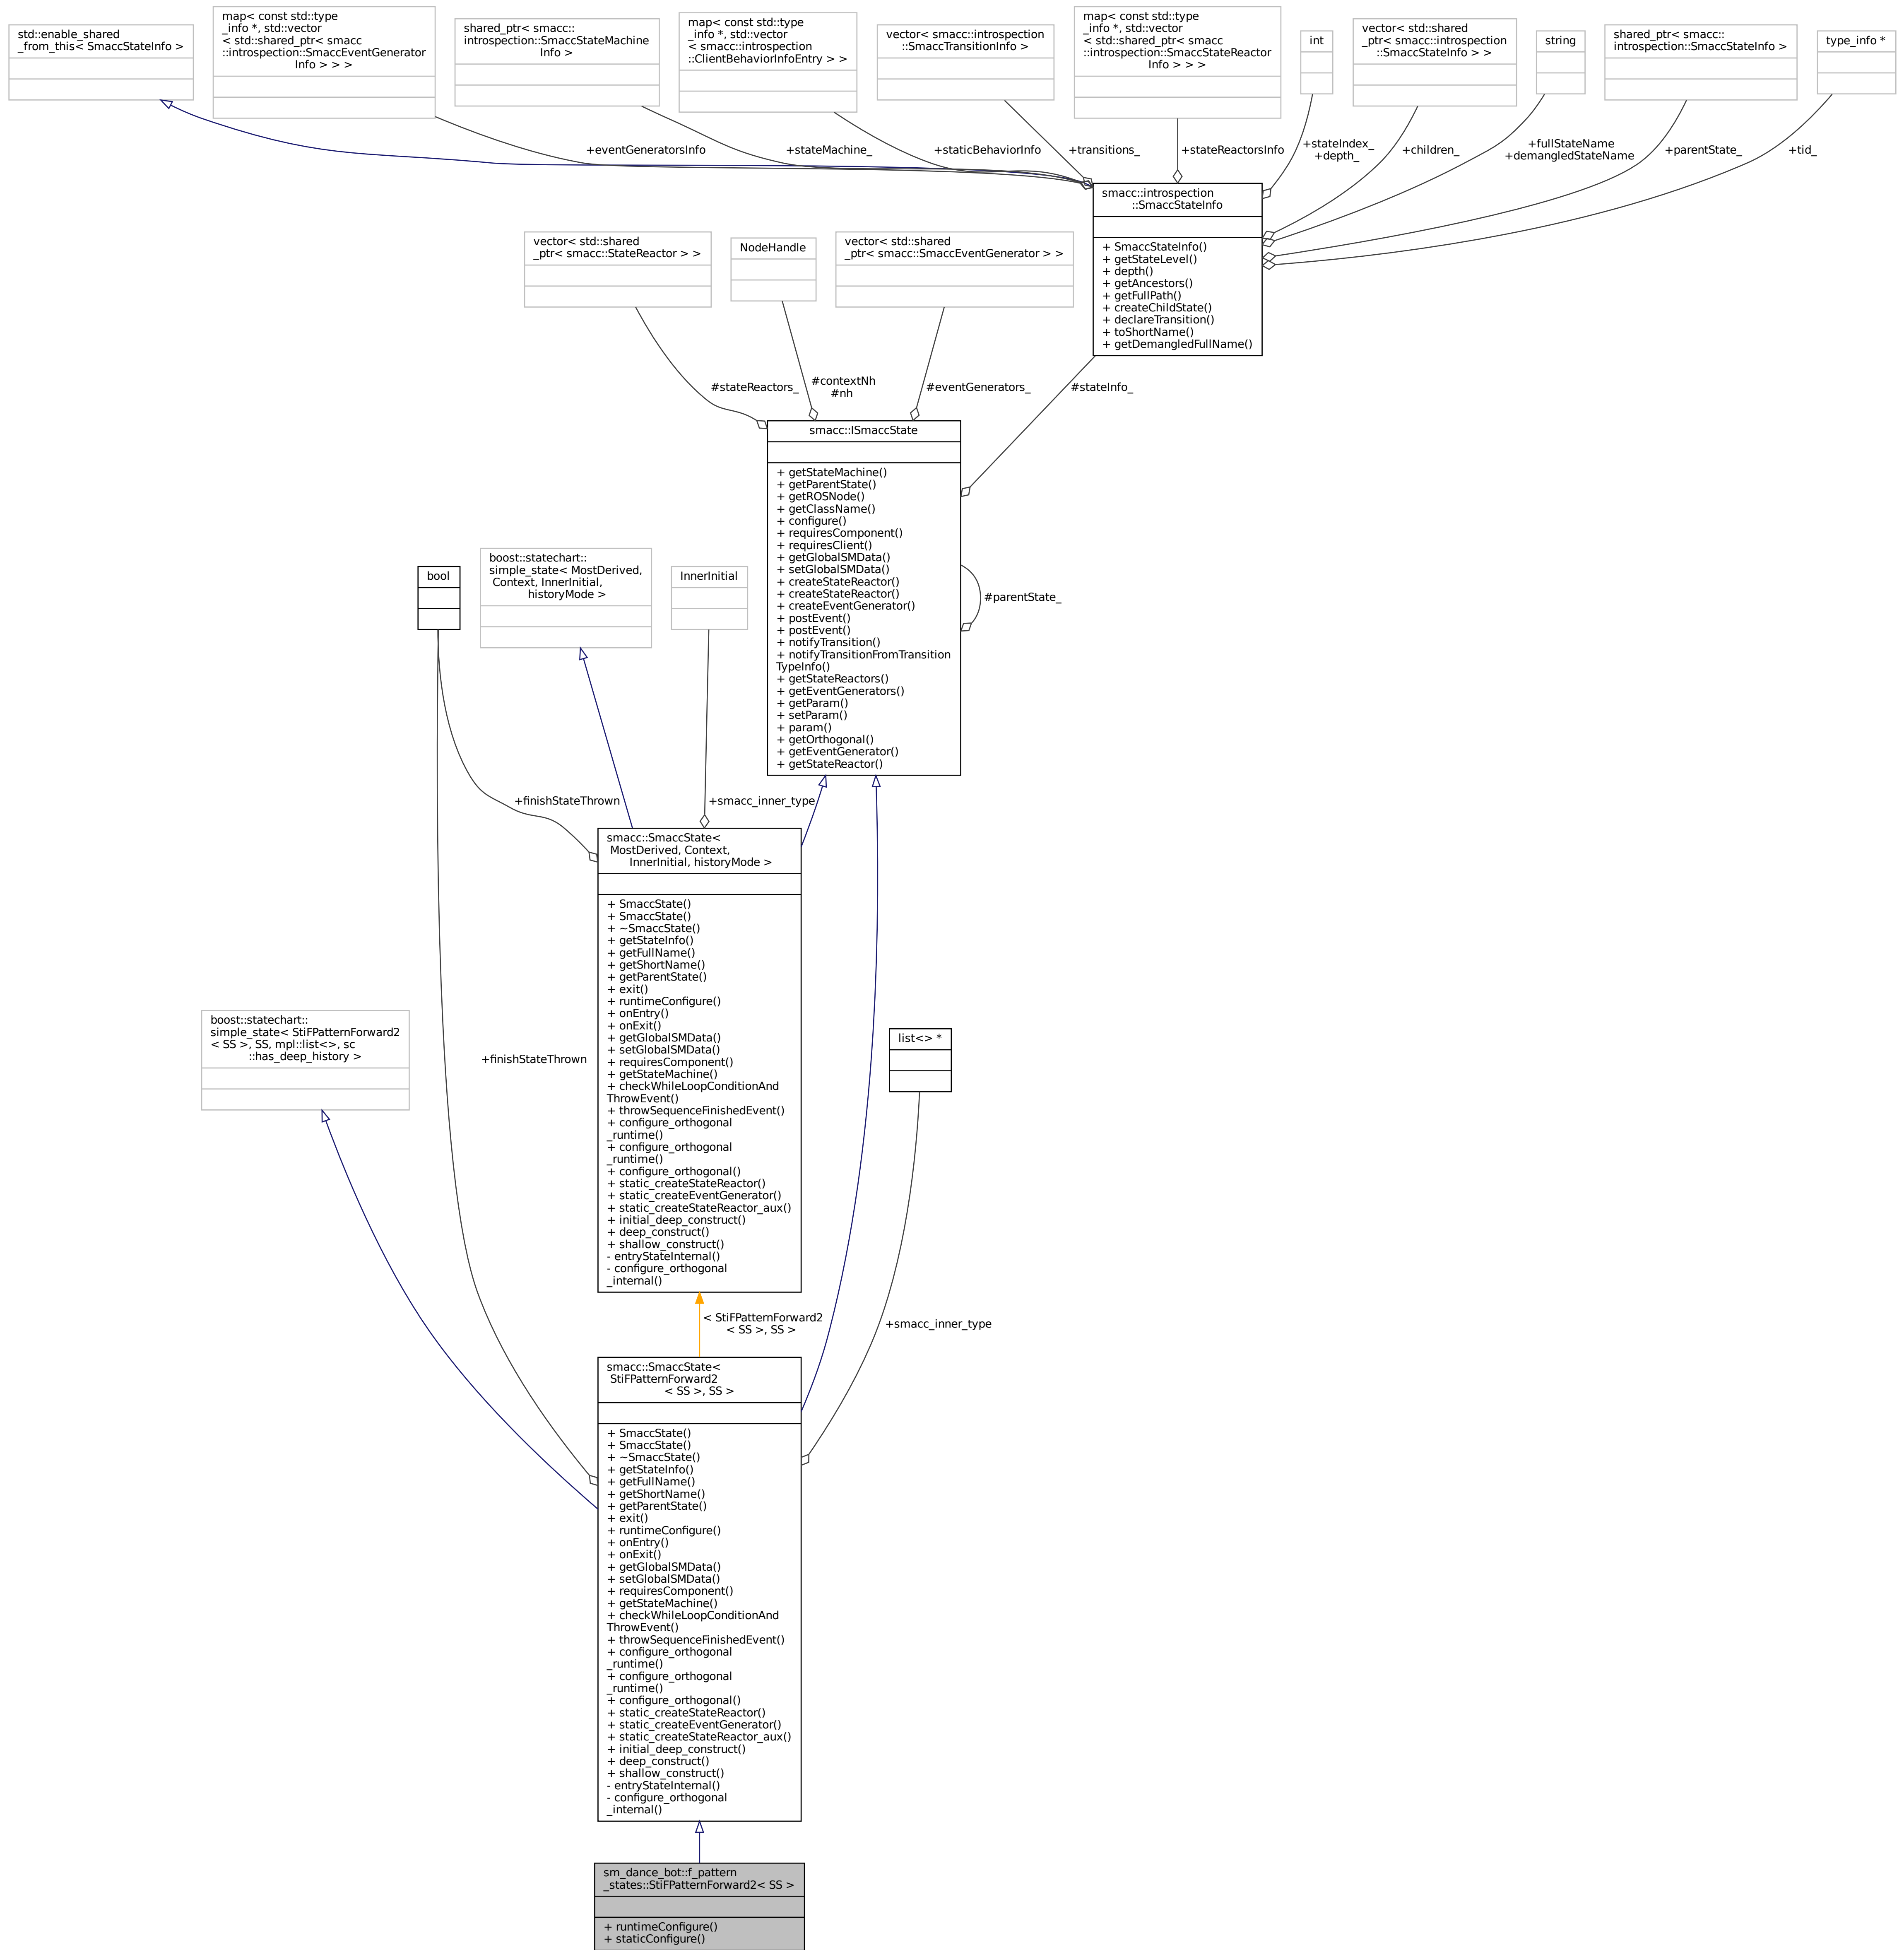 std::enable_shared
_from_this< SmaccStateInfo >
map< const std::type
_info *, std::vector
< std::shared_ptr< smacc
::introspection::SmaccEventGenerator
Info > > >
shared_ptr< smacc::
introspection::SmaccStateMachine
Info >
map< const std::type
_info *, std::vector
< smacc::introspection
::ClientBehaviorInfoEntry > >
vector< smacc::introspection
::SmaccTransitionInfo >
map< const std::type
_info *, std::vector
< std::shared_ptr< smacc
::introspection::SmaccStateReactor
Info > > >
int
vector< std::shared
_ptr< smacc::introspection
::SmaccStateInfo > >
string
shared_ptr< smacc::
introspection::SmaccStateInfo >
type_info *
+eventGeneratorsInfo
+stateMachine_
+staticBehaviorInfo
+transitions_
+stateReactorsInfo
+stateIndex_
+depth_
+children_
+fullStateName
+demangledStateName
+parentState_
+tid_
smacc::introspection
::SmaccStateInfo
+ SmaccStateInfo()
+ getStateLevel()
+ depth()
+ getAncestors()
+ getFullPath()
+ createChildState()
+ declareTransition()
+ toShortName()
+ getDemangledFullName()
vector< std::shared
_ptr< smacc::StateReactor > >
NodeHandle
vector< std::shared
_ptr< smacc::SmaccEventGenerator > >
#stateReactors_
#contextNh
#nh
#eventGenerators_
#stateInfo_
smacc::ISmaccState
+ getStateMachine()
+ getParentState()
+ getROSNode()
+ getClassName()
+ configure()
+ requiresComponent()
+ requiresClient()
+ getGlobalSMData()
+ setGlobalSMData()
+ createStateReactor()
+ createStateReactor()
+ createEventGenerator()
+ postEvent()
+ postEvent()
+ notifyTransition()
+ notifyTransitionFromTransition
TypeInfo()
+ getStateReactors()
+ getEventGenerators()
+ getParam()
+ setParam()
+ param()
+ getOrthogonal()
+ getEventGenerator()
+ getStateReactor()
#parentState_
bool
boost::statechart::
simple_state< MostDerived,
Context, InnerInitial,
historyMode >
InnerInitial
+finishStateThrown
+smacc_inner_type
smacc::SmaccState<
MostDerived, Context,
InnerInitial, historyMode >
+ SmaccState()
+ SmaccState()
+ ~SmaccState()
+ getStateInfo()
+ getFullName()
+ getShortName()
+ getParentState()
+ exit()
+ runtimeConfigure()
+ onEntry()
+ onExit()
+ getGlobalSMData()
+ setGlobalSMData()
+ requiresComponent()
+ getStateMachine()
+ checkWhileLoopConditionAnd
ThrowEvent()
+ throwSequenceFinishedEvent()
+ configure_orthogonal
_runtime()
+ configure_orthogonal
_runtime()
+ configure_orthogonal()
+ static_createStateReactor()
+ static_createEventGenerator()
+ static_createStateReactor_aux()
+ initial_deep_construct()
+ deep_construct()
+ shallow_construct()
- entryStateInternal()
- configure_orthogonal
_internal()
boost::statechart::
simple_state< StiFPatternForward2
< SS >, SS, mpl::list<>, sc
::has_deep_history >
+finishStateThrown
list<> *
< StiFPatternForward2
< SS >, SS >
+smacc_inner_type
smacc::SmaccState<
StiFPatternForward2
< SS >, SS >
+ SmaccState()
+ SmaccState()
+ ~SmaccState()
+ getStateInfo()
+ getFullName()
+ getShortName()
+ getParentState()
+ exit()
+ runtimeConfigure()
+ onEntry()
+ onExit()
+ getGlobalSMData()
+ setGlobalSMData()
+ requiresComponent()
+ getStateMachine()
+ checkWhileLoopConditionAnd
ThrowEvent()
+ throwSequenceFinishedEvent()
+ configure_orthogonal
_runtime()
+ configure_orthogonal
_runtime()
+ configure_orthogonal()
+ static_createStateReactor()
+ static_createEventGenerator()
+ static_createStateReactor_aux()
+ initial_deep_construct()
+ deep_construct()
+ shallow_construct()
- entryStateInternal()
- configure_orthogonal
_internal()
sm_dance_bot::f_pattern
_states::StiFPatternForward2< SS >
+ runtimeConfigure()
+ staticConfigure()